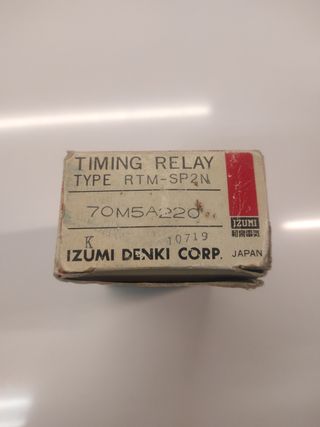 TIMING RELAY
TYPE RTM-SP2N
70M5A220
K 10719
IZUMI
和泉電気
IZUMI DENKI CORP. JAPAN